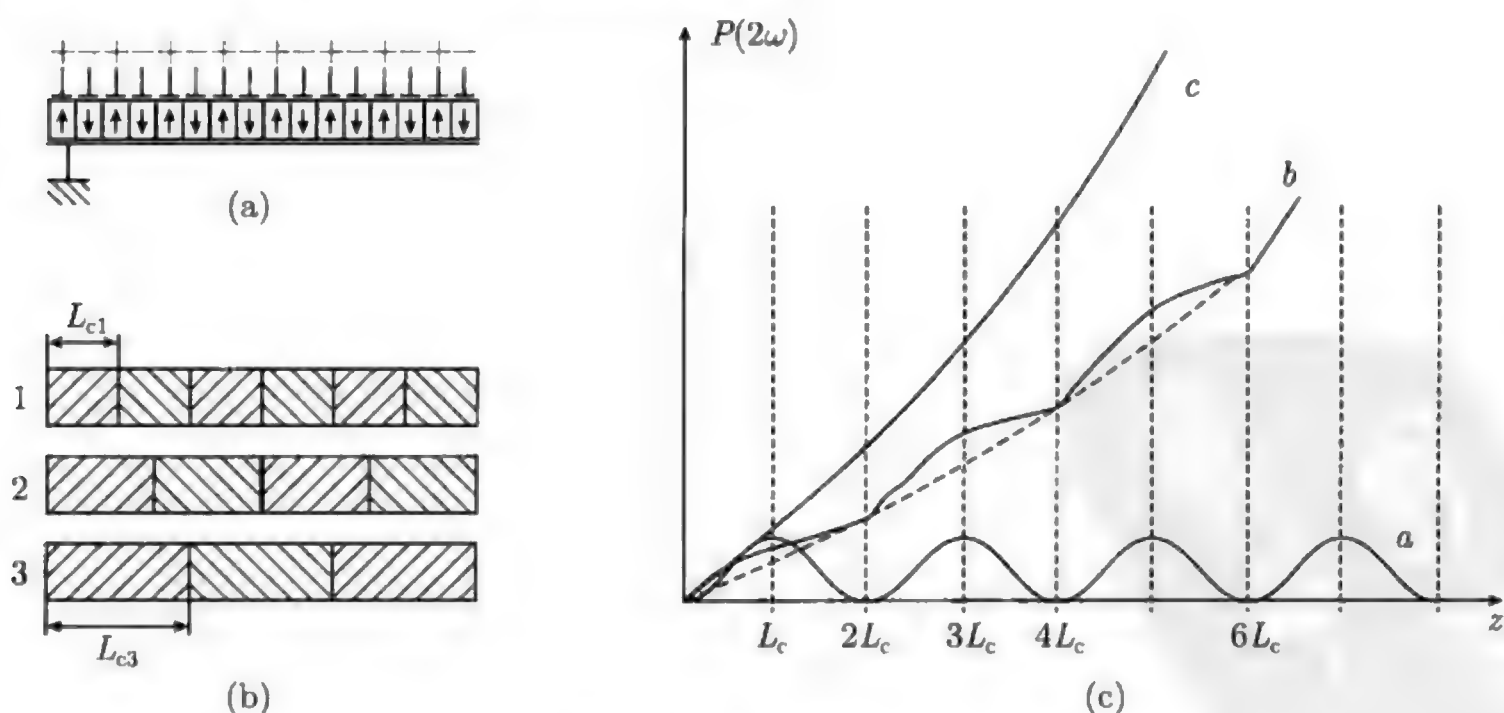 (a)
L_c1
1
2
3
L_c3
(b)
P(2ω)
c
b
a
L_c 2L_c 3L_c 4L_c 6L_c z
(c)